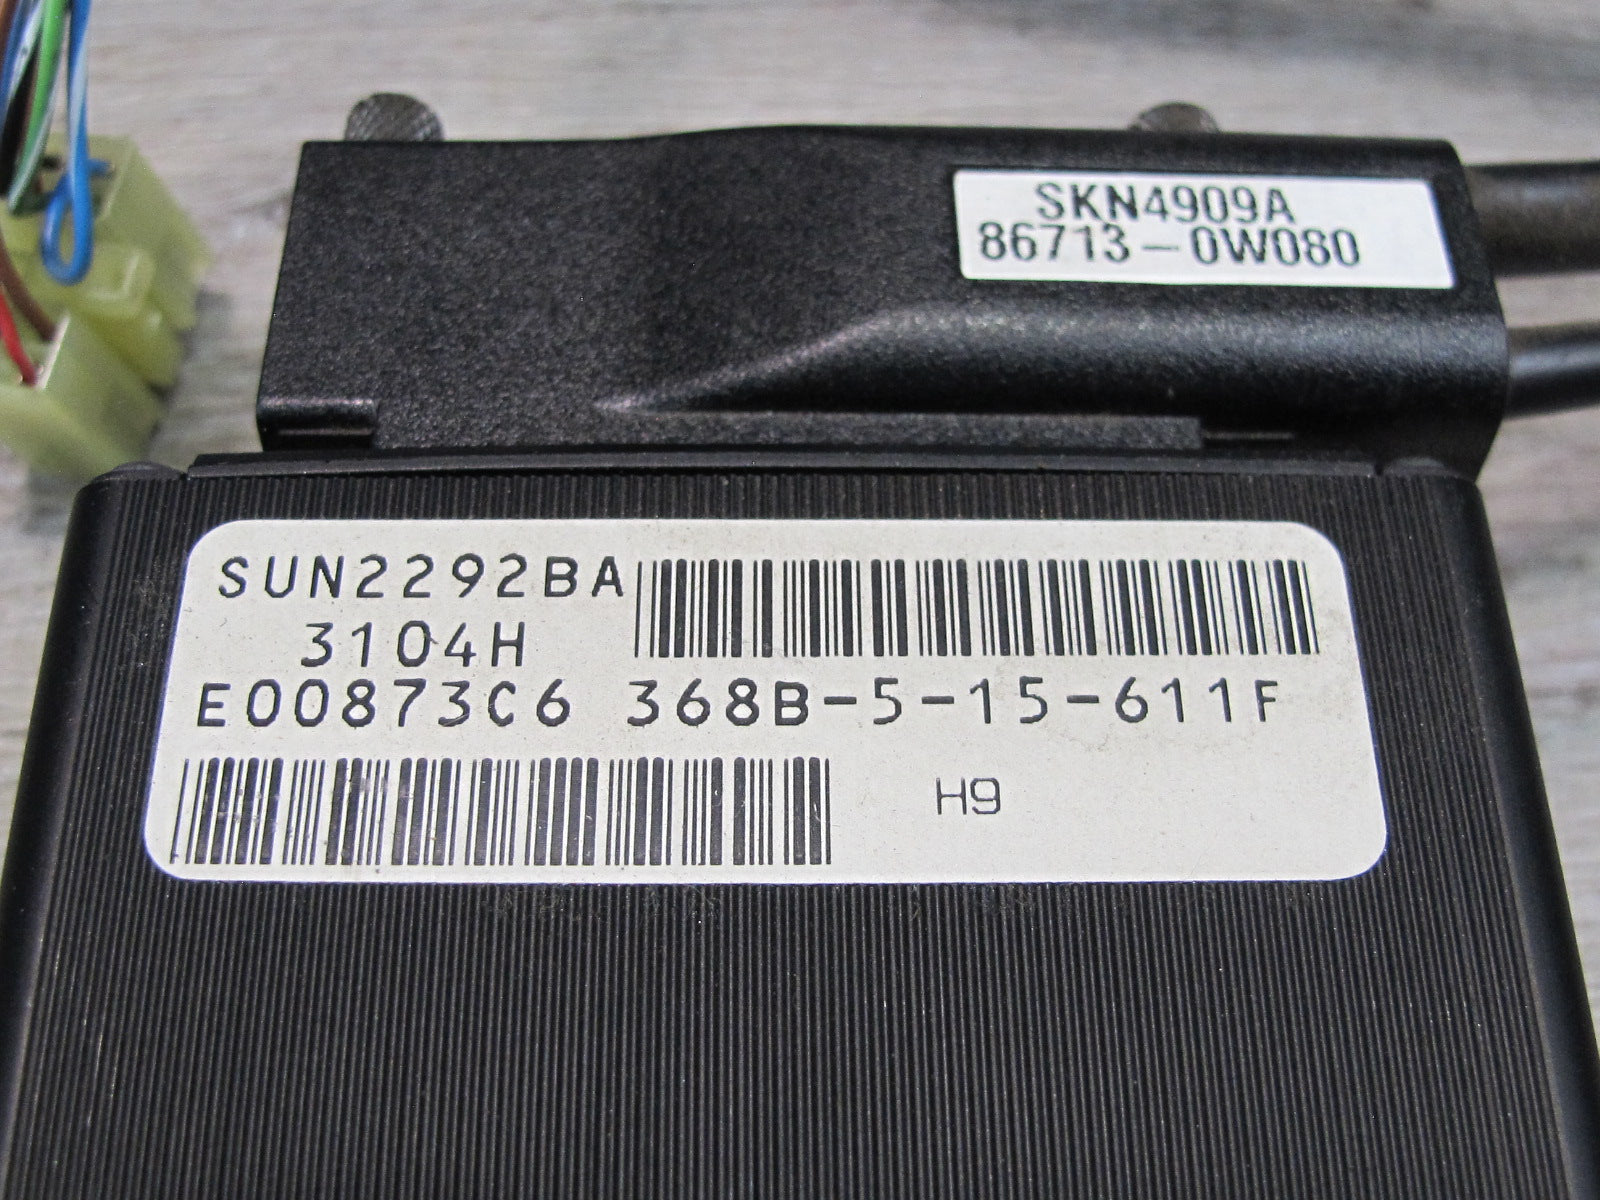 SKN4909A
86713-0W080
SUN2292BA
3104H
E00873C6 368B-5-15-611F
H9